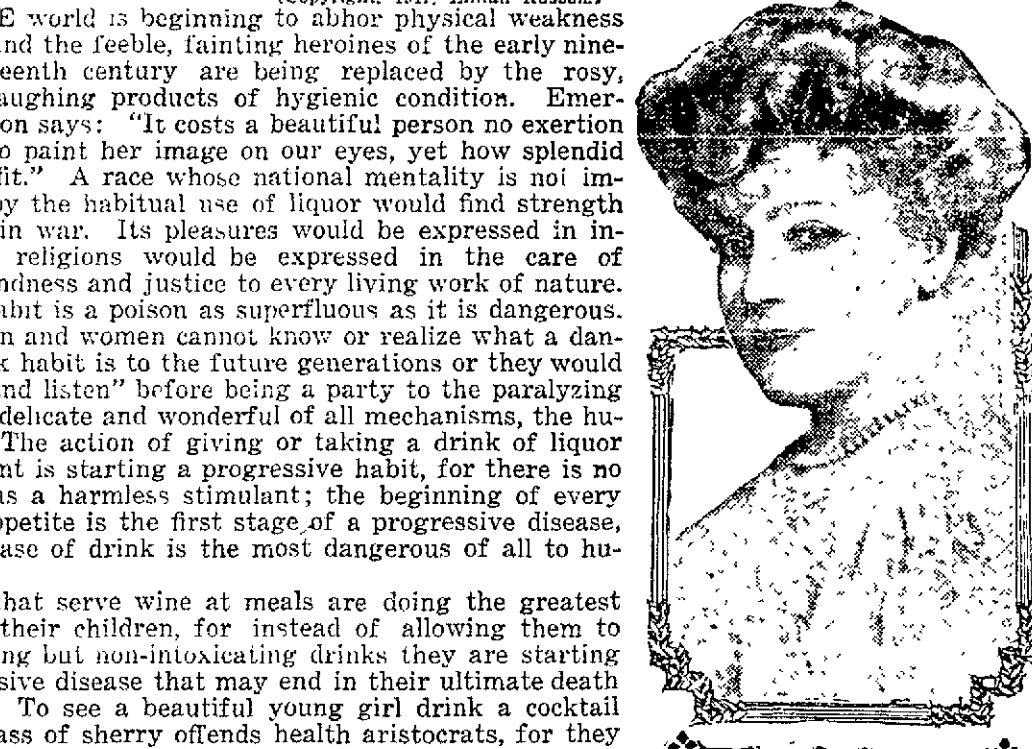 (Copyright, 1911, Lillian Russell.)
E world is beginning to abhor physical weakness
nd the feeble, fainting heroines of the early nine-
eenth century are being replaced by the rosy,
aughing products of hygienic condition. Emer-
on says: "It costs a beautiful person no exertion
o paint her image on our eyes, yet how splendid
fit." A race whose national mentality is not im-
by the habitual use of liquor would find strength
in war. Its pleasures would be expressed in in-
religions would be expressed in the care of
ndness and justice to every living work of nature.
abit is a poison as superfluous as it is dangerous.
n and women cannot know or realize what a dan-
k habit is to the future generations or they would
nd listen" before being a party to the paralyzing
delicate and wonderful of all mechanisms, the hu-
The action of giving or taking a drink of liquor
nt is starting a progressive habit, for there is no
as a harmless stimulant; the beginning of every
ppetite is the first stage of a progressive disease,
ase of drink is the most dangerous of all to hu-
hat serve wine at meals are doing the greatest
their children, for instead of allowing them to
ng but non-intoxicating drinks they are starting
sive disease that may end in their ultimate death
To see a beautiful young girl drink a cocktail
ass of sherry offends health aristocrats, for they